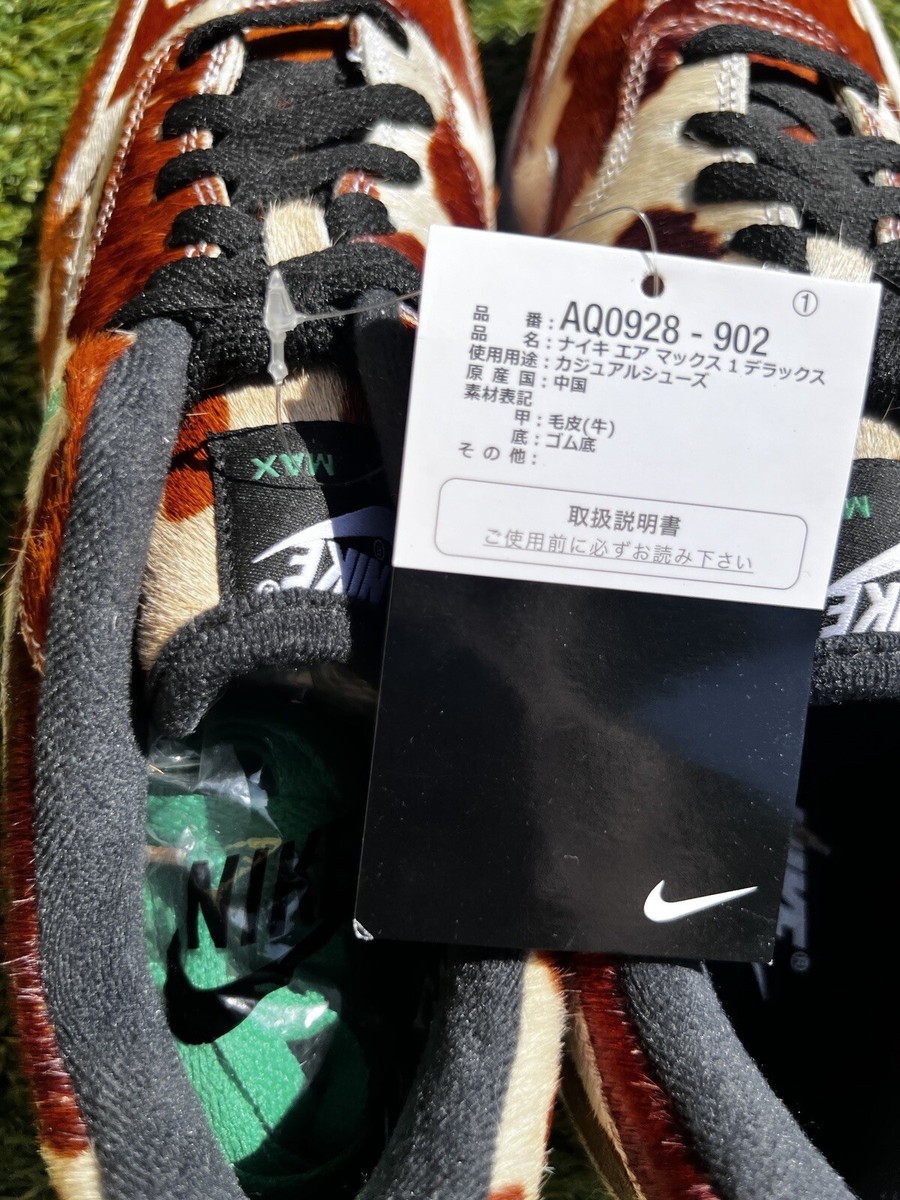 ①
品 番 : AQ0928 - 902
品 名 : ナイキ エア マックス 1 デラックス
使用用途 : カジュアルシューズ
原 産 国 : 中国
素材表記
甲 : 毛皮(牛)
底 : ゴム底
そ の 他 :
取扱説明書
ご使用前に必ずお読み下さい
MAX
NIKE
M
NIK